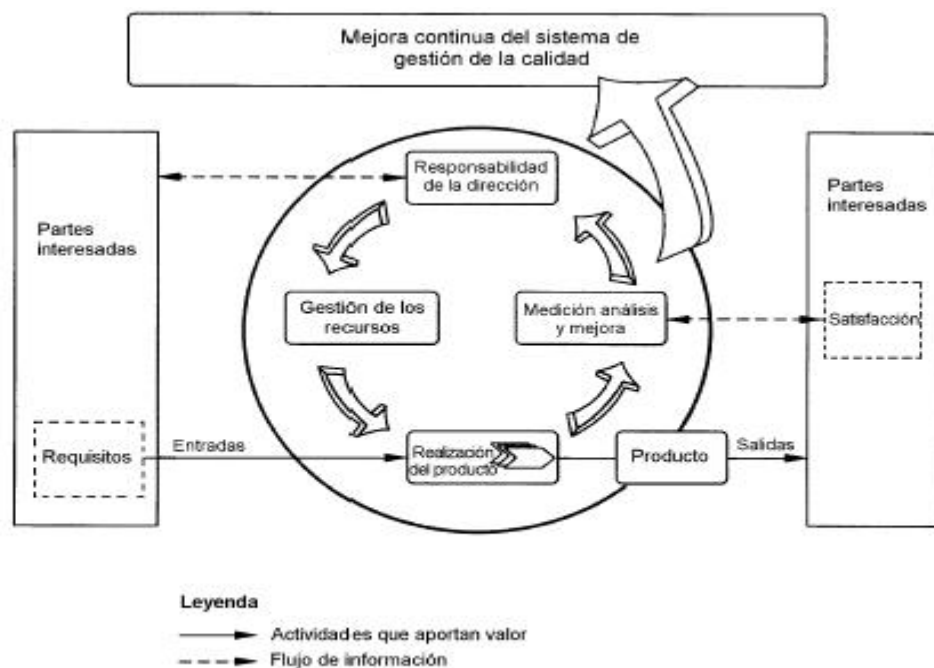 Mejora continua del sistema de
gestión de la calidad
Responsabilidad
de la dirección
Partes
interesadas
Partes
interesadas
Gestión de los
recursos
Medición análisis
y mejora
Satisfacción
Requisitos
Entradas
Realización
del producto
Producto
Salidas
Leyenda
Actividades que aportan valor
Flujo de información